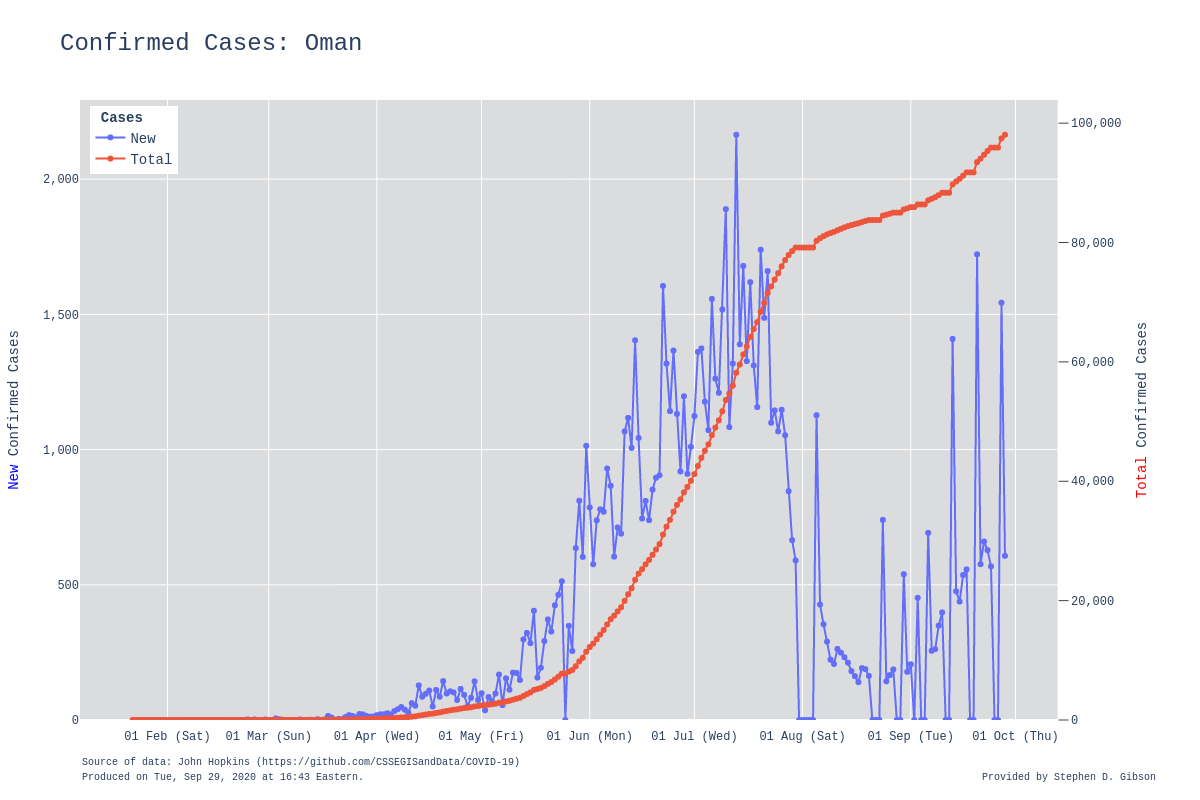 Confirmed Cases: Oman
Cases
New
Total
2,000
1,500
1,000
500
0
100,000
80,000
60,000
40,000
20,000
0
New Confirmed Cases
Total Confirmed Cases
01 Feb (Sat)
01 Mar (Sun)
01 Apr (Wed)
01 May (Fri)
01 Jun (Mon)
01 Jul (Wed)
01 Aug (Sat)
01 Sep (Tue)
01 Oct (Thu)
Source of data: John Hopkins (https://github.com/CSSEGISandData/COVID-19)
Produced on Tue, Sep 29, 2020 at 16:43 Eastern.
Provided by Stephen D. Gibson